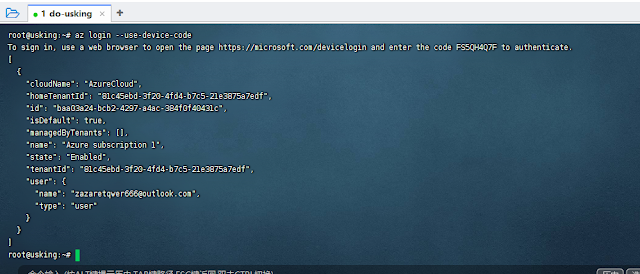 1 do-usking
root@usking:~# az login --use-device-code
To sign in, use a web browser to open the page https://microsoft.com/devicelogin and enter the code FS5QH4Q7F to authenticate.
[
{
"cloudName": "AzureCloud",
"homeTenantId": "81c45ebd-3f20-4fd4-b7c5-21e3875a7edf",
"id": "baa03a24-bcb2-4297-a4ac-384f0f40431c",
"isDefault": true,
"managedByTenants": [],
"name": "Azure subscription 1",
"state": "Enabled",
"tenantId": "81c45ebd-3f20-4fd4-b7c5-21e3875a7edf",
"user": {
"name": "zazaretqwer666@outlook.com",
"type": "user"
}
}
]
root@usking:~#